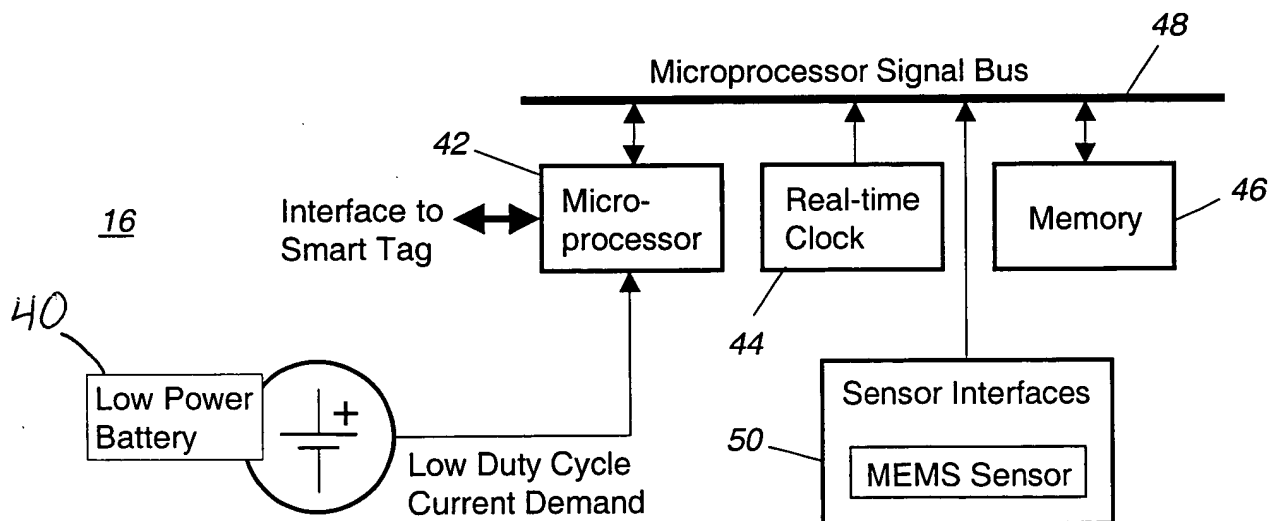 48
Microprocessor Signal Bus
42
Micro-
processor
Real-time
Clock
Memory
46
Interface to
Smart Tag
16
44
40
Low Power
Battery
+
Low Duty Cycle
Current Demand
Sensor Interfaces
50
MEMS Sensor